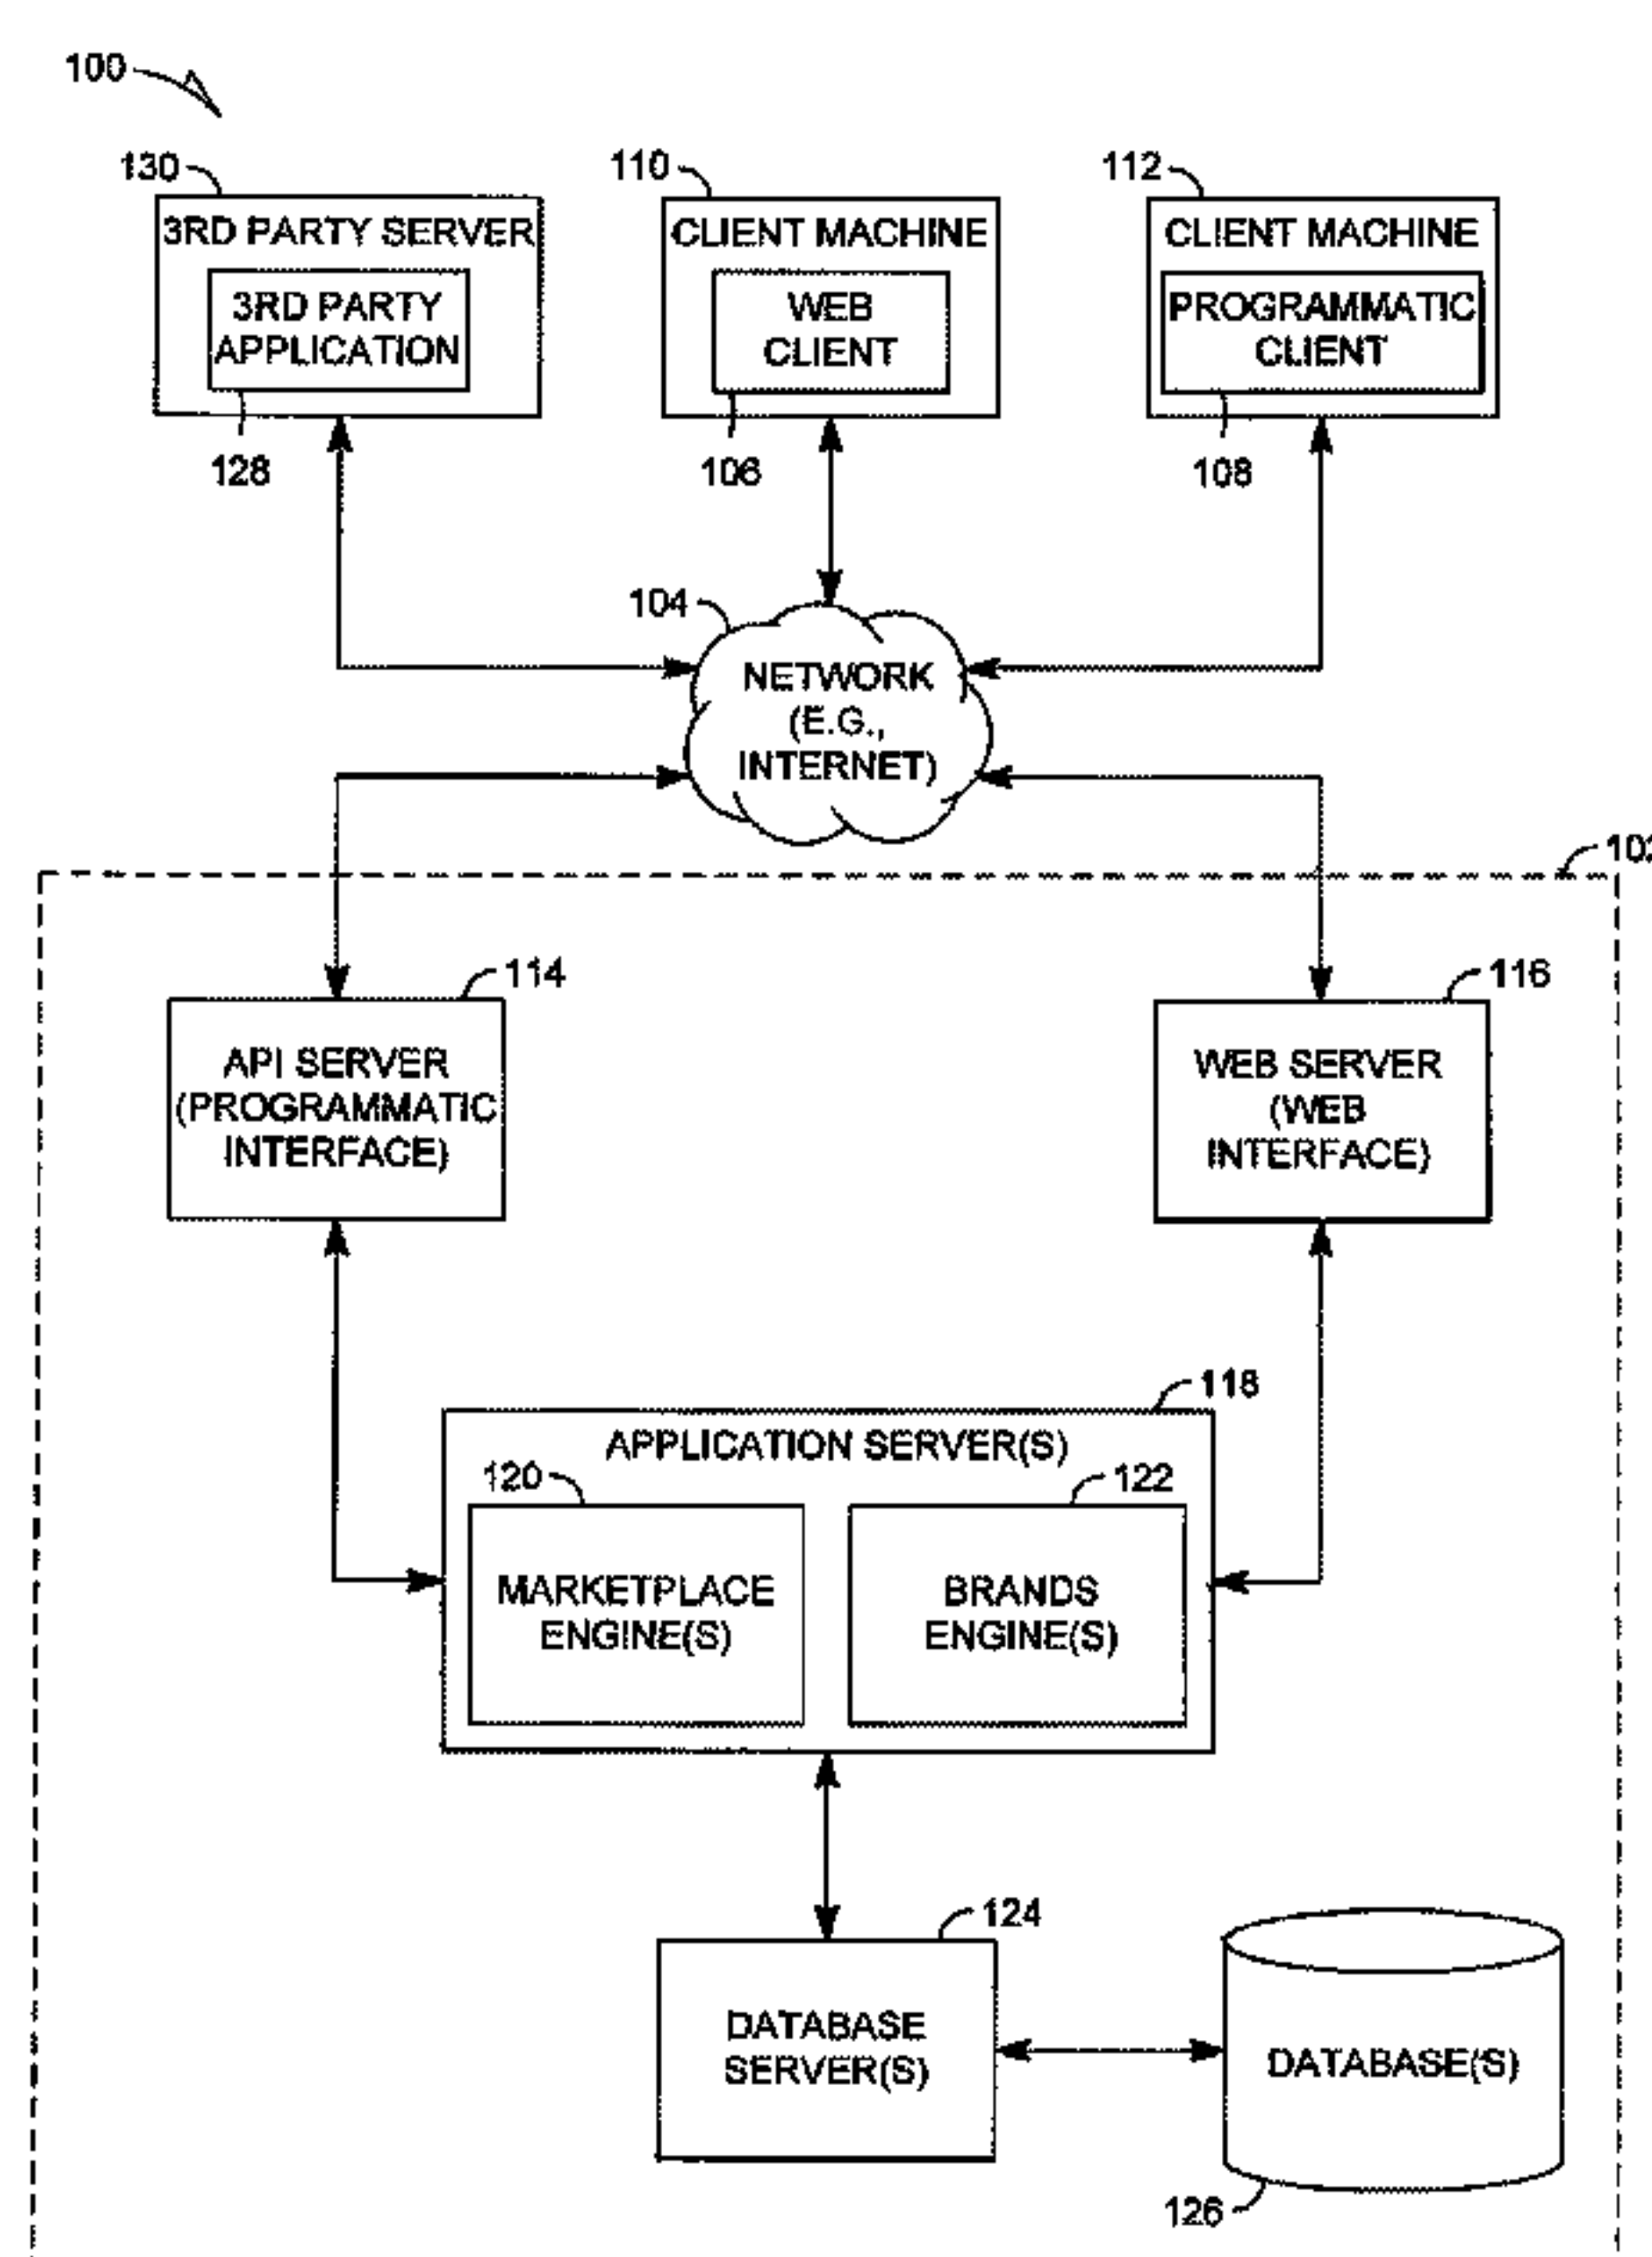 100
130
110
112
3RD PARTY SERVER
CLIENT MACHINE
CLIENT MACHINE
3RD PARTY
APPLICATION
WEB
CLIENT
PROGRAMMATIC
CLIENT
128
106
108
104
NETWORK
(E.G.,
INTERNET)
102
114
116
API SERVER
(PROGRAMMATIC
INTERFACE)
WEB SERVER
(WEB
INTERFACE)
118
APPLICATION SERVER(S)
120
122
MARKETPLACE
ENGINE(S)
BRANDS
ENGINE(S)
124
DATABASE
SERVER(S)
DATABASE(S)
126